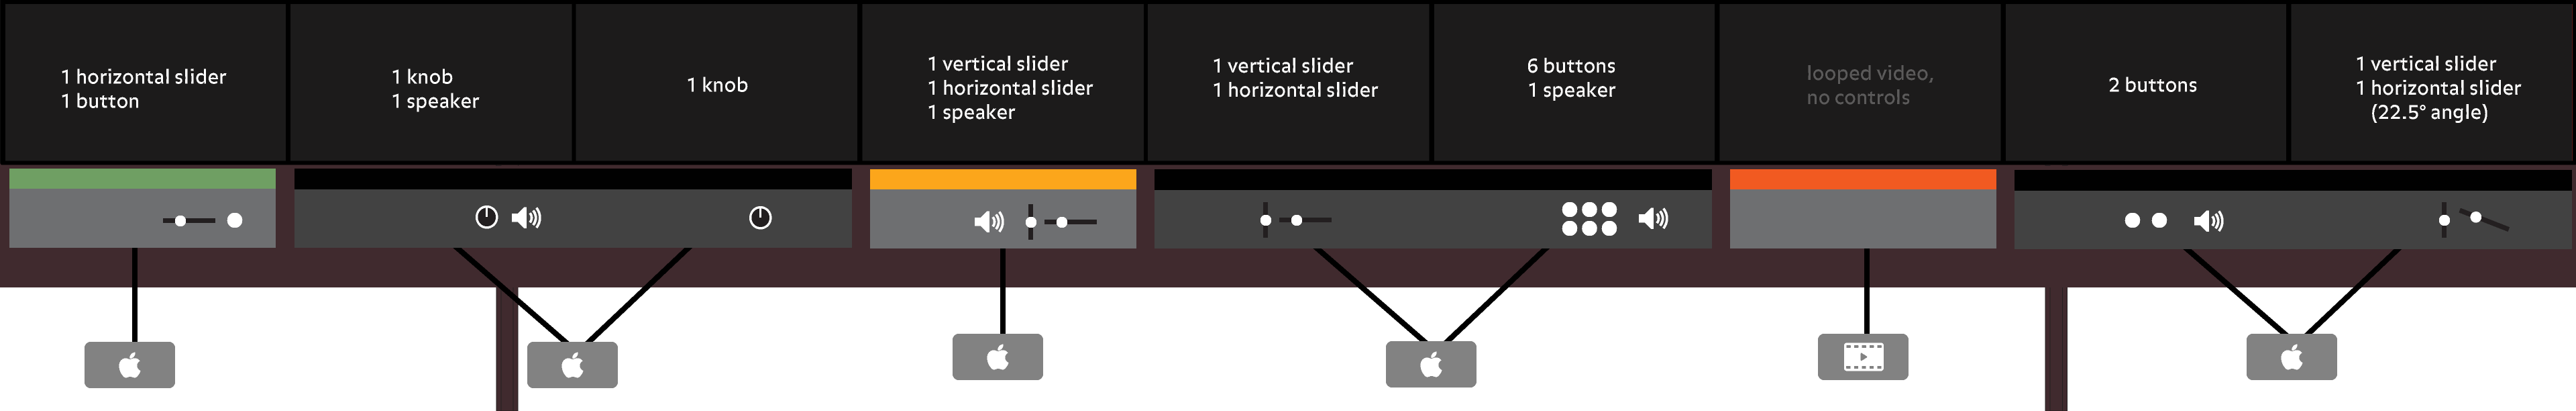 1 horizontal slider
1 button
1 knob
1 speaker
1 knob
1 vertical slider
1 horizontal slider
1 speaker
1 vertical slider
1 horizontal slider
6 buttons
1 speaker
looped video,
no controls
2 buttons
1 vertical slider
1 horizontal slider
(22.5° angle)